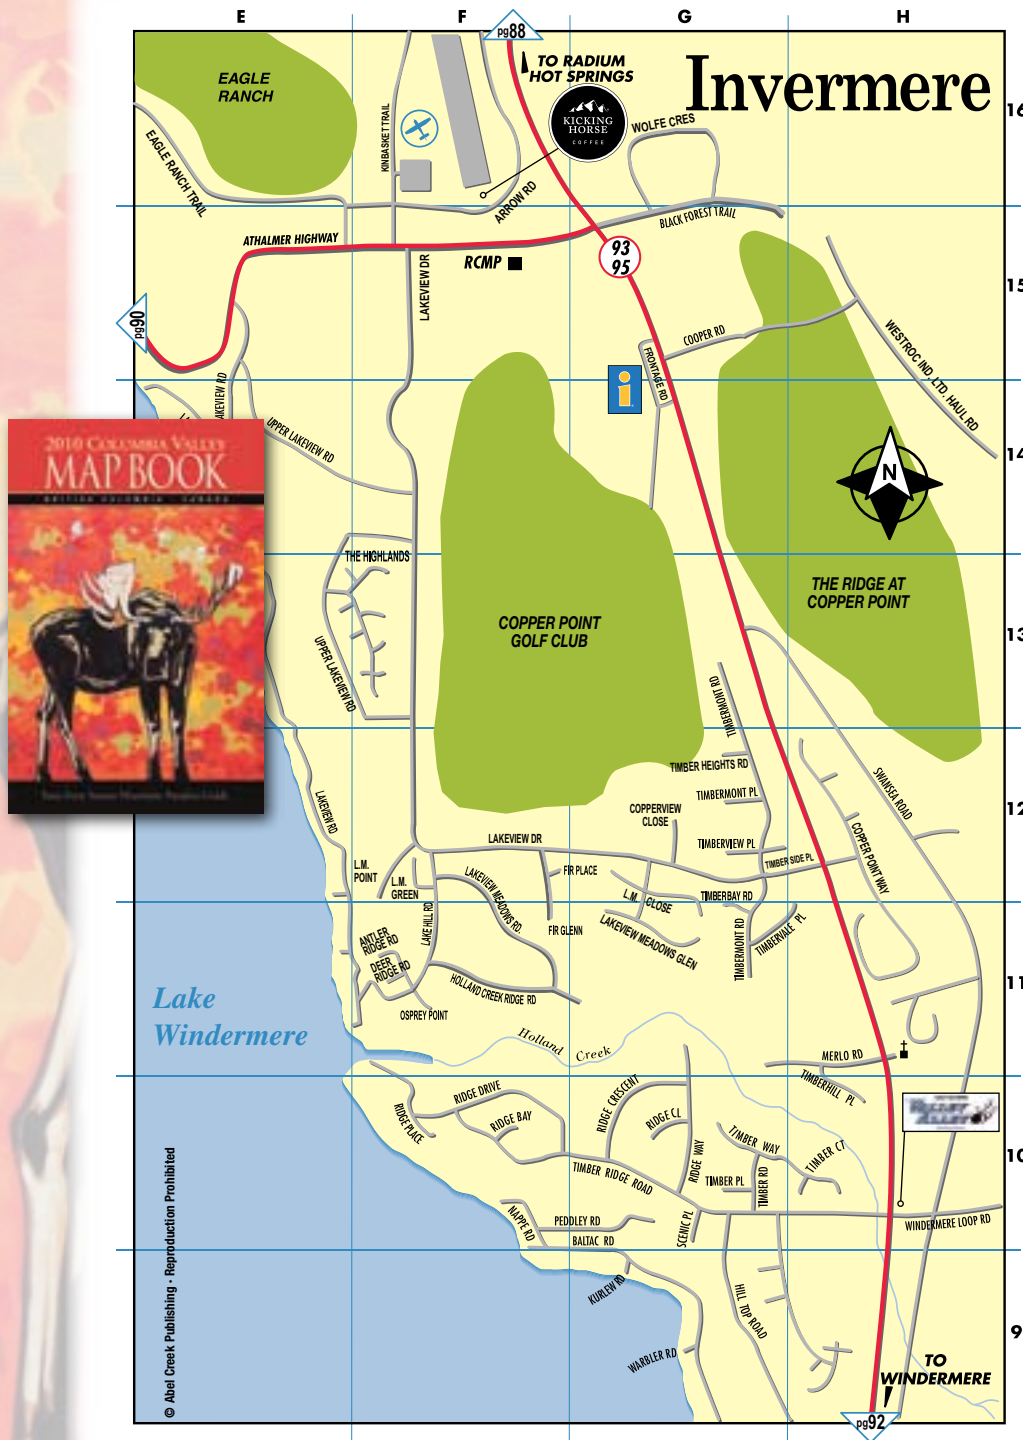 E
F
G
H
pg88
TO RADIUM
HOT SPRINGS
Invermere
16
EAGLE
RANCH
KICKING
HORSE
COFFEE
WOLFE CRES
KINBASKET TRAIL
EAGLE RANCH TRAIL
ARROW RD
BLACK FOREST TRAIL
ATHALMER HIGHWAY
RCMP
93
95
LAKEVIEW DR
15
pg90
COOPER RD
FRONTAGE RD
WESTROC IND. LTD. HAUL RD
i
AKEVIEW RD
UPPER LAKEVIEW RD
14
N
2010 COLUMBIA VALLEY
MAP BOOK
BRITISH COLUMBIA - CANADA
THE HIGHLANDS
THE RIDGE AT
COPPER POINT
COPPER POINT
GOLF CLUB
13
UPPER LAKEVIEW RD
TIMBERMONT RD
TIMBER HEIGHTS RD
TIMBERMONT PL
SWANSEA ROAD
COPPERVIEW
CLOSE
12
LAKEVIEW RD
LAKEVIEW DR
TIMBERVIEW PL
TIMBER SIDE PL
COPPER POINT WAY
L.M.
POINT
L.M.
GREEN
LAKEVIEW MEADOWS RD.
FIR PLACE
L.M. CLOSE
TIMBERBAY RD
LAKE HILL RD
FIR GLENN
LAKEVIEW MEADOWS GLEN
TIMBERMONT RD
TIMBERVALE PL
ANTLER
RIDGE RD
DEER
RIDGE RD
HOLLAND CREEK RIDGE RD
OSPREY POINT
11
Lake
Windermere
Holland Creek
MERLO RD
TIMBERHILL PL
RIDGE DRIVE
RIDGE PLACE
RIDGE BAY
RIDGE CRESCENT
RIDGE CL
RIDGE WAY
TIMBER WAY
TIMBER CT
VALLEY
ALLEY
10
TIMBER RIDGE ROAD
TIMBER PL
TIMBER RD
NAPPE RD
PEDDLEY RD
BALTAC RD
SCENIC PL
WINDERMERE LOOP RD
KURLEW RD
HILL TOP ROAD
WARBLER RD
9
TO
WINDERMERE
pg92
© Abel Creek Publishing - Reproduction Prohibited